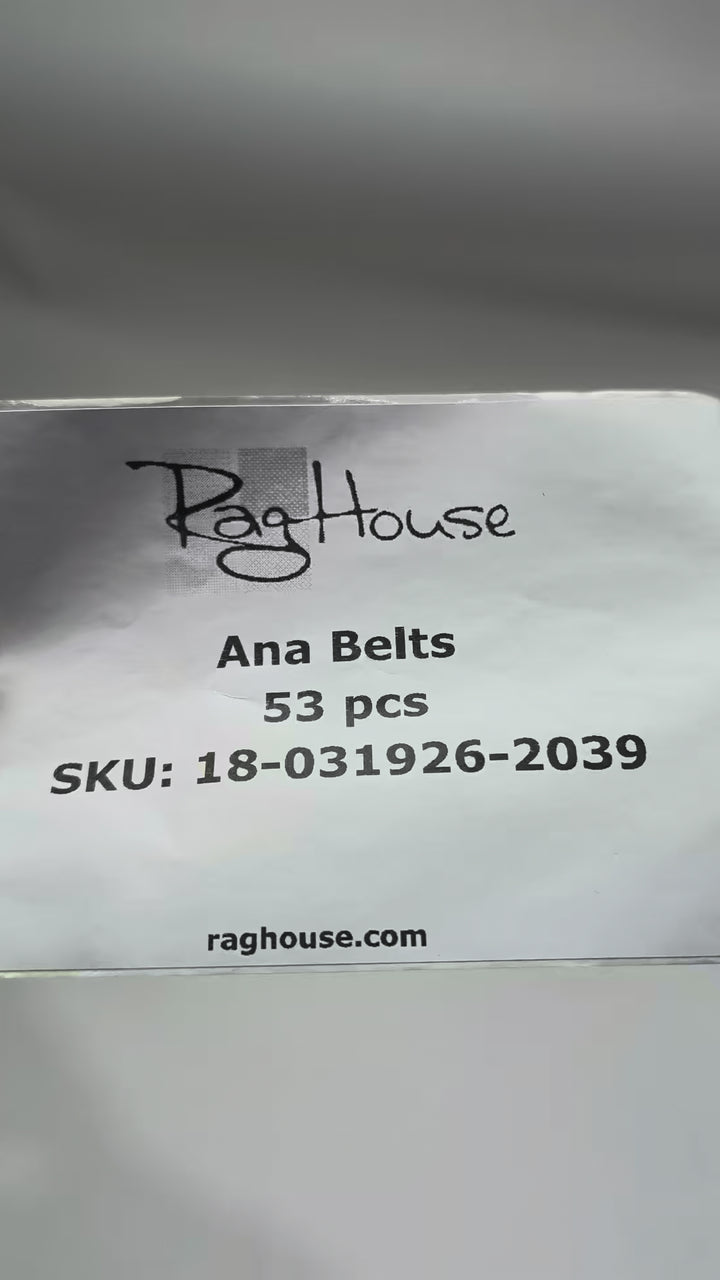 RagHouse
Ana Belts
53 pcs
SKU: 18-031926-2039
raghouse.com